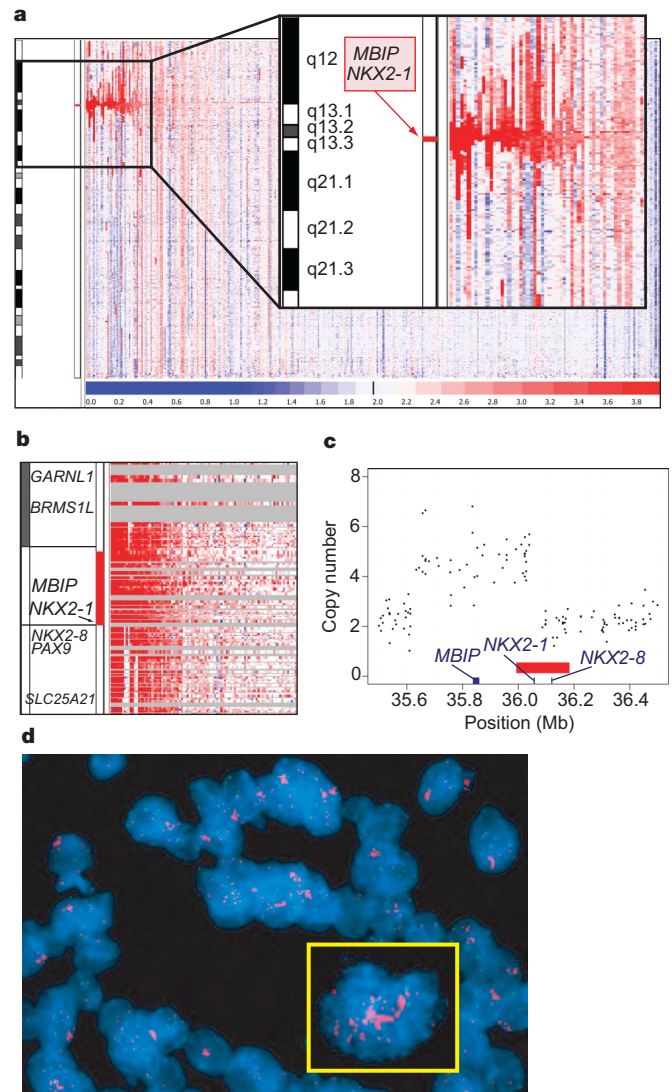 a
q12
q13.1
q13.2
q13.3
q21.1
q21.2
q21.3
MBIP
NKX2-1
0.0 0.2 0.4 0.6 0.8 1.0 1.2 1.4 1.6 1.8 2.0 2.2 2.4 2.6 2.8 3.0 3.2 3.4 3.6 3.8
b
GARNL1
BRMS1L
MBIP
NKX2-1
NKX2-8
PAX9
SLC25A21
c
Copy number
8
6
4
2
0
MBIP
NKX2-1
NKX2-8
35.6 35.8 36.0 36.2 36.4
Position (Mb)
d